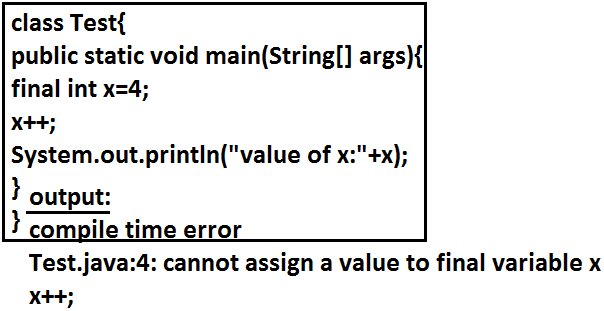 class Test{
public static void main(String[] args){
final int x=4;
x++;
System.out.println("value of x:"+x);
}
output:
}
compile time error
Test.java:4: cannot assign a value to final variable x
x++;